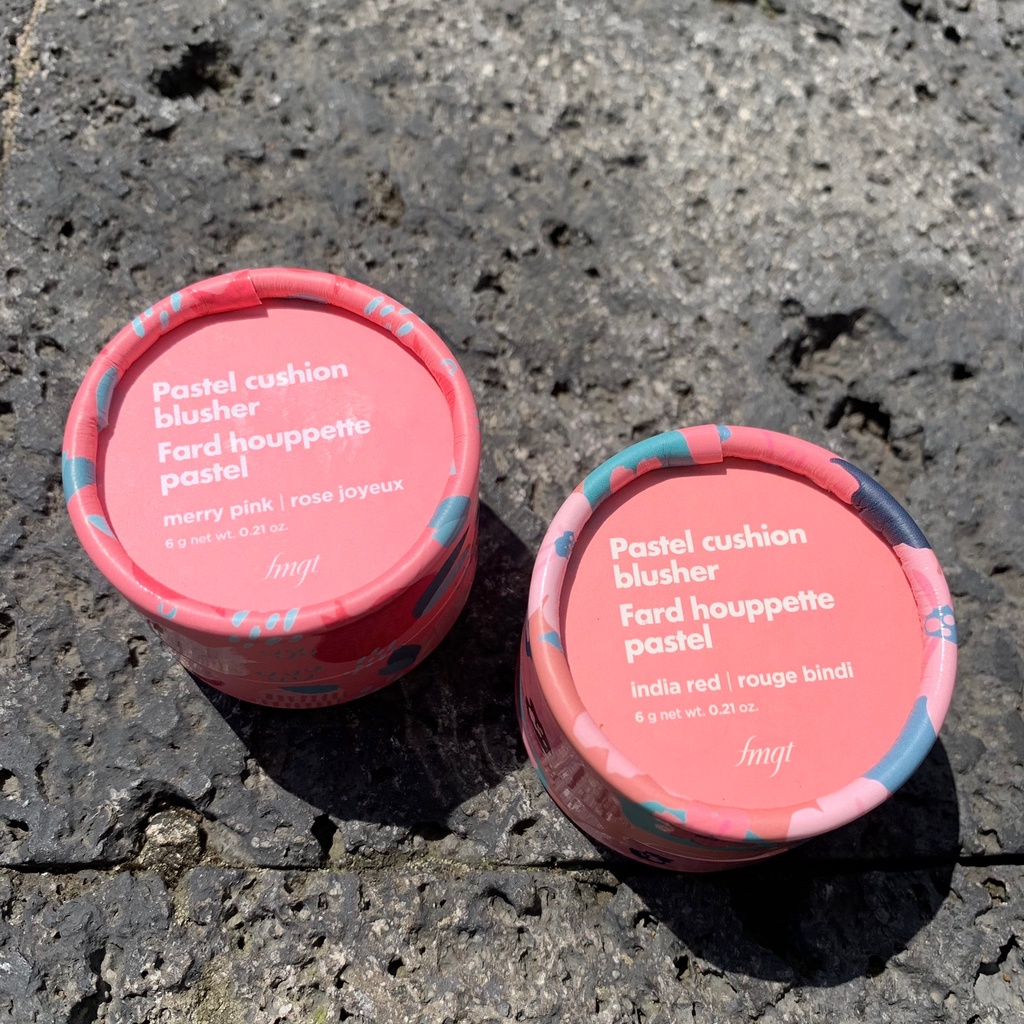 Pastel cushion
blusher
Fard houppette
pastel
merry pink | rose joyeux
6 g net wt. 0.21 oz.
fmgt
Pastel cushion
blusher
Fard houppette
pastel
india red | rouge bindi
6 g net wt. 0.21 oz.
fmgt